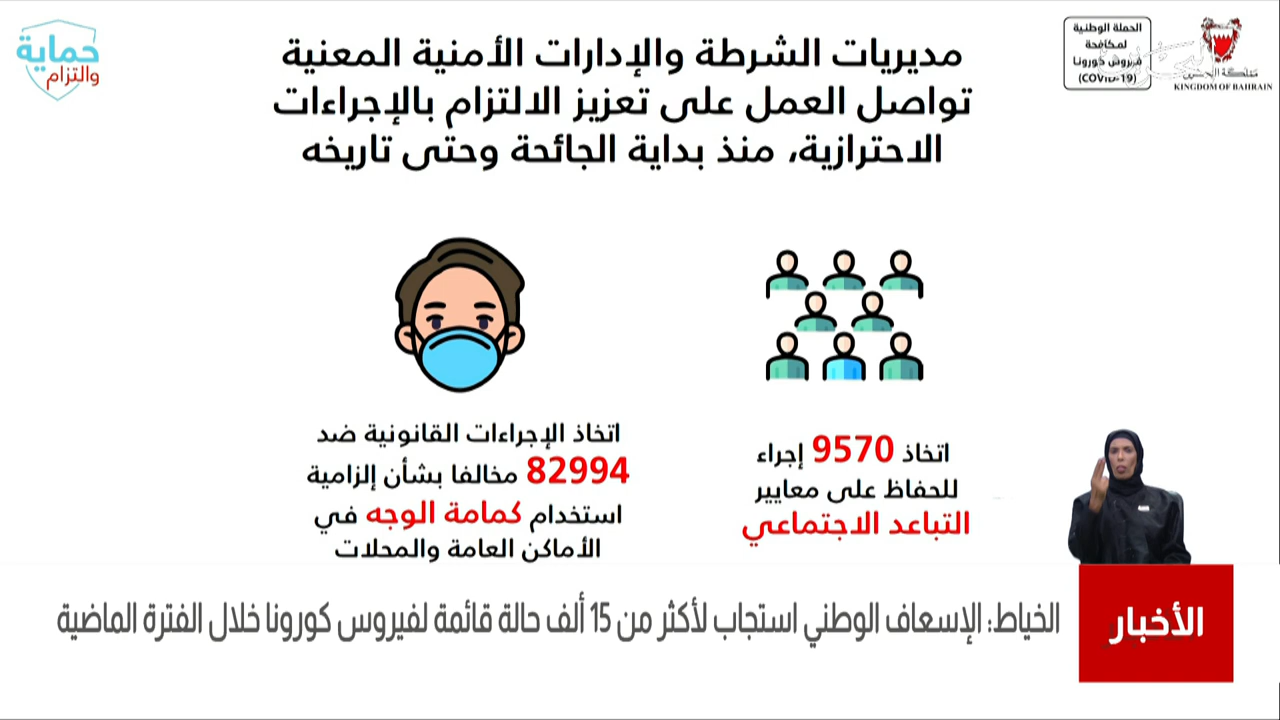 حماية
والتزام
مديريات الشرطة والإدارات الأمنية المعنية
تواصل العمل على تعزيز الالتزام بالإجراءات
الاحترازية، منذ بداية الجائحة وحتى تاريخه
الحملة الوطنية
لمكافحة
فيروس كورونا
(COVID-19)
مملكة البحرين
KINGDOM OF BAHRAIN
اتخاذ 9570 إجراء
للحفاظ على معايير
التباعد الاجتماعي
اتخاذ الإجراءات القانونية ضد
82994 مخالفا بشأن إلزامية
استخدام كمامة الوجه في
الأماكن العامة والمحلات
الأخبار
الخياط: الإسعاف الوطني استجاب لأكثر من 15 ألف حالة قائمة لفيروس كورونا خلال الفترة الماضية